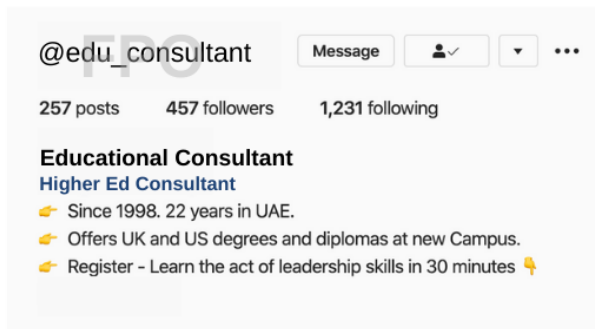 FPO
@edu_consultant Message
257 posts 457 followers 1,231 following
Educational Consultant
Higher Ed Consultant
👉 Since 1998. 22 years in UAE.
👉 Offers UK and US degrees and diplomas at new Campus.
👉 Register - Learn the act of leadership skills in 30 minutes 👇